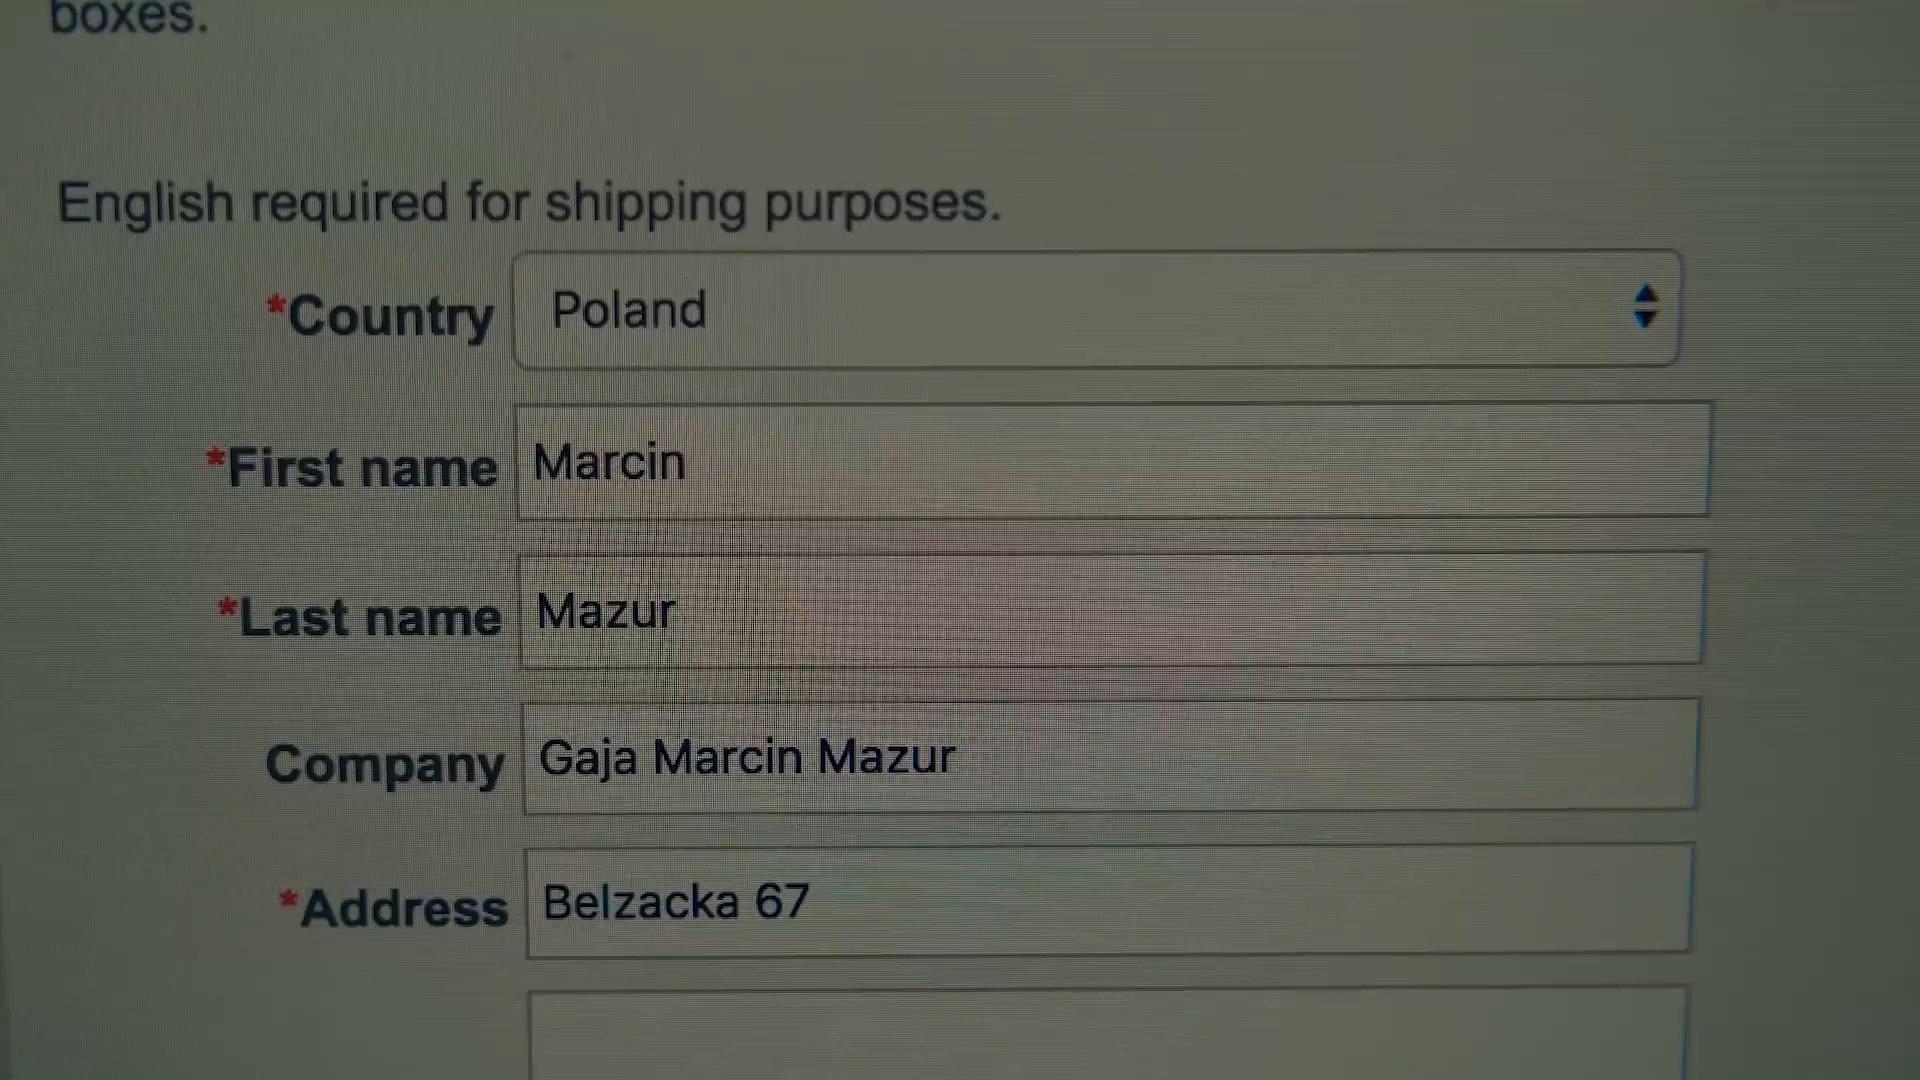 boxes.
English required for shipping purposes.
*Country Poland
*First name Marcin
*Last name Mazur
Company Gaja Marcin Mazur
*Address Belzacka 67